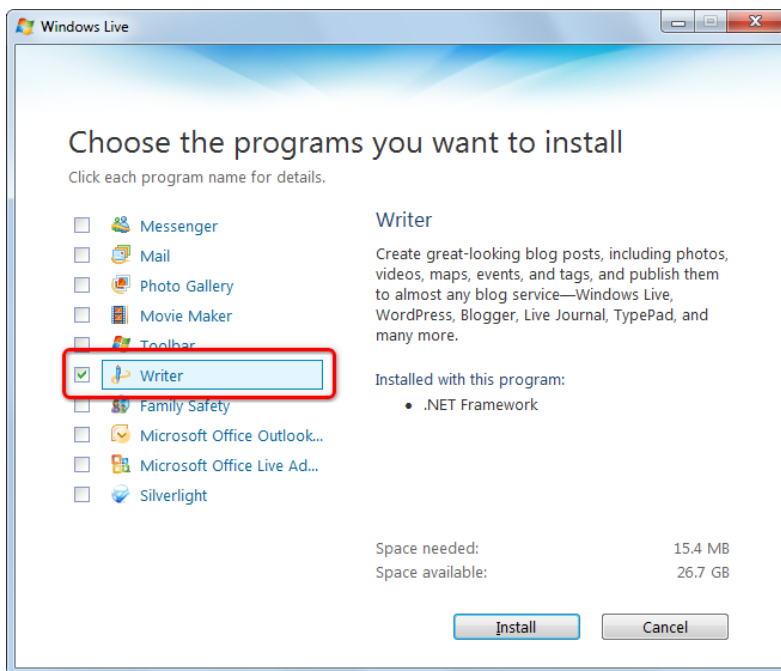 Windows Live
Choose the programs you want to install
Click each program name for details.
Messenger
Mail
Photo Gallery
Movie Maker
Toolbar
Writer
Family Safety
Microsoft Office Outlook...
Microsoft Office Live Ad...
Silverlight
Writer
Create great-looking blog posts, including photos,
videos, maps, events, and tags, and publish them
to almost any blog service—Windows Live,
WordPress, Blogger, Live Journal, TypePad, and
many more.
Installed with this program:
• .NET Framework
Space needed: 15.4 MB
Space available: 26.7 GB
Install Cancel